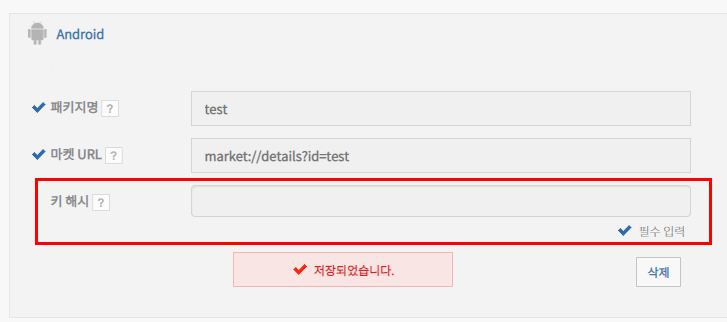 Android
패키지명 ? test
마켓 URL ? market://details?id=test
키 해시 ?
필수 입력
저장되었습니다. 삭제